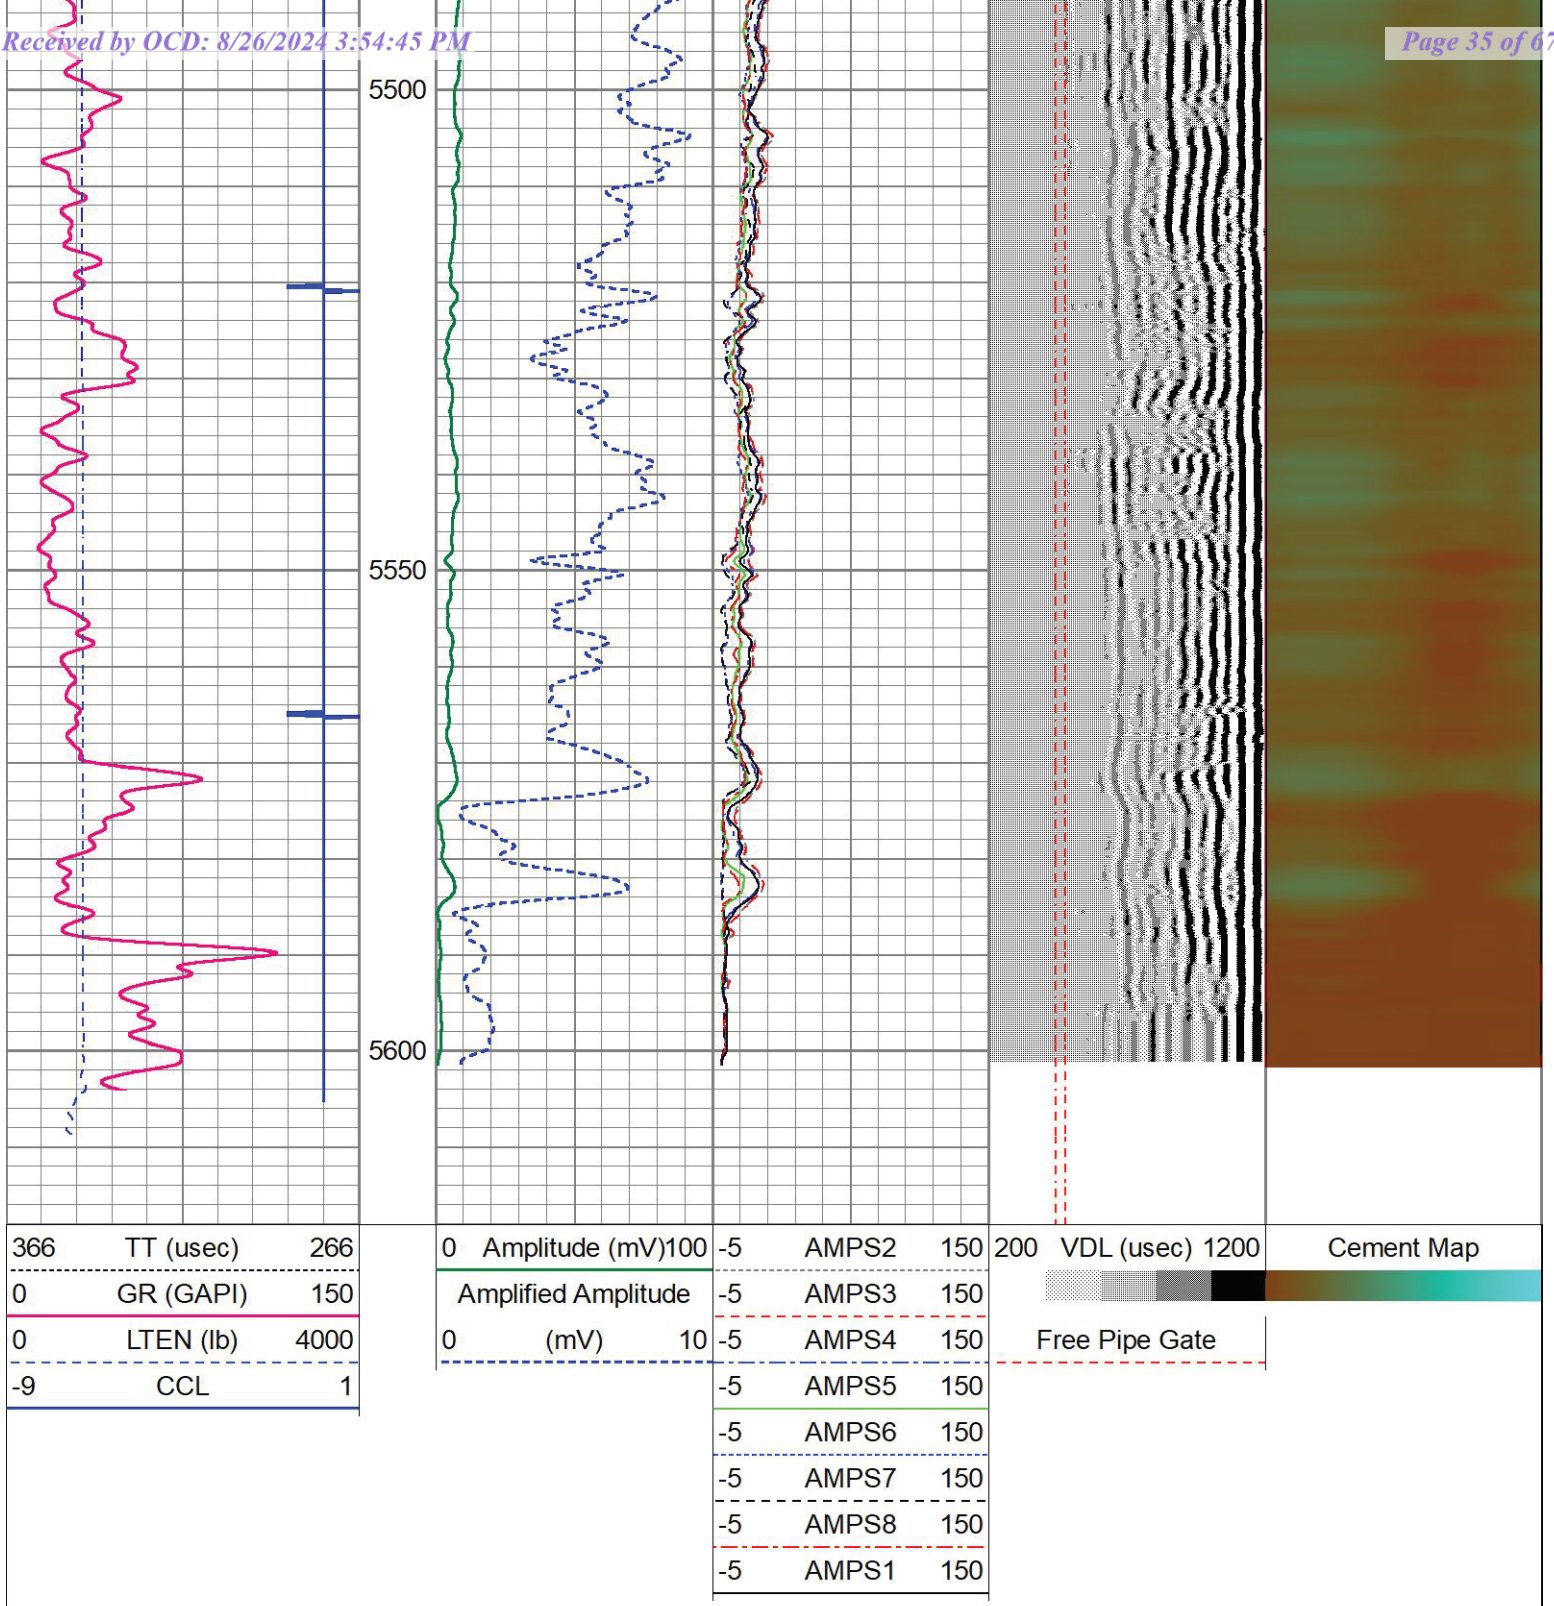 Received by OCD: 8/26/2024 3:54:45 PM
Page 35 of 67
5500
5550
5600
366 TT (usec) 266
0 GR (GAPI) 150
0 LTEN (lb) 4000
-9 CCL 1
0 Amplitude (mV)100
Amplified Amplitude
0 (mV) 10
-5 AMPS2 150
-5 AMPS3 150
-5 AMPS4 150
-5 AMPS5 150
-5 AMPS6 150
-5 AMPS7 150
-5 AMPS8 150
-5 AMPS1 150
200 VDL (usec) 1200
Free Pipe Gate
Cement Map